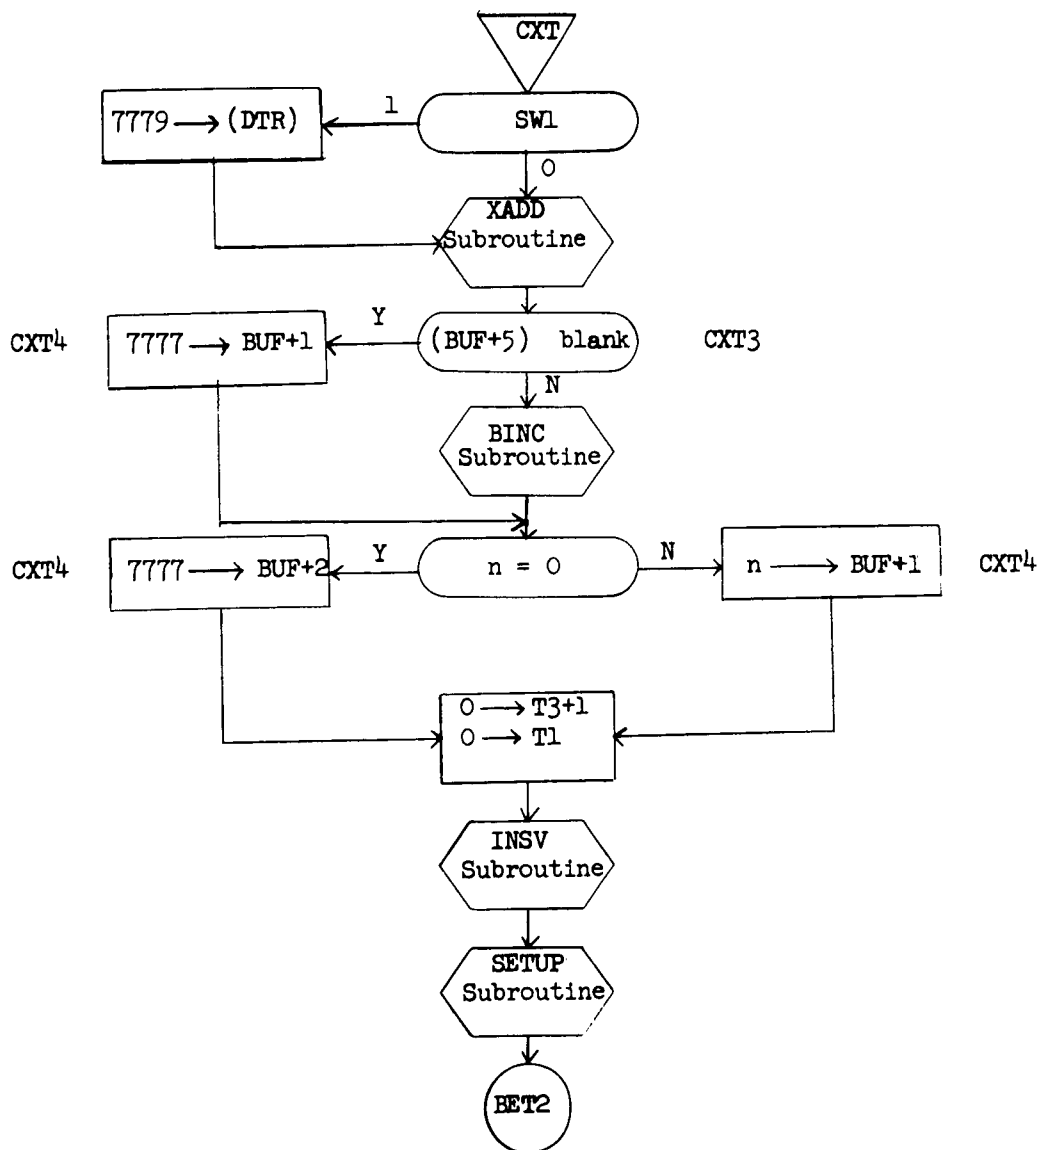 CXT
7779 → (DTR)
1
SW1
0
XADD
Subroutine
CXT4
7777 → BUF+1
Y
(BUF+5) blank
CXT3
N
BINC
Subroutine
CXT4
7777 → BUF+2
Y
n = 0
N
n → BUF+1
CXT4
0 → T3+1
0 → T1
INSV
Subroutine
SETUP
Subroutine
BET2